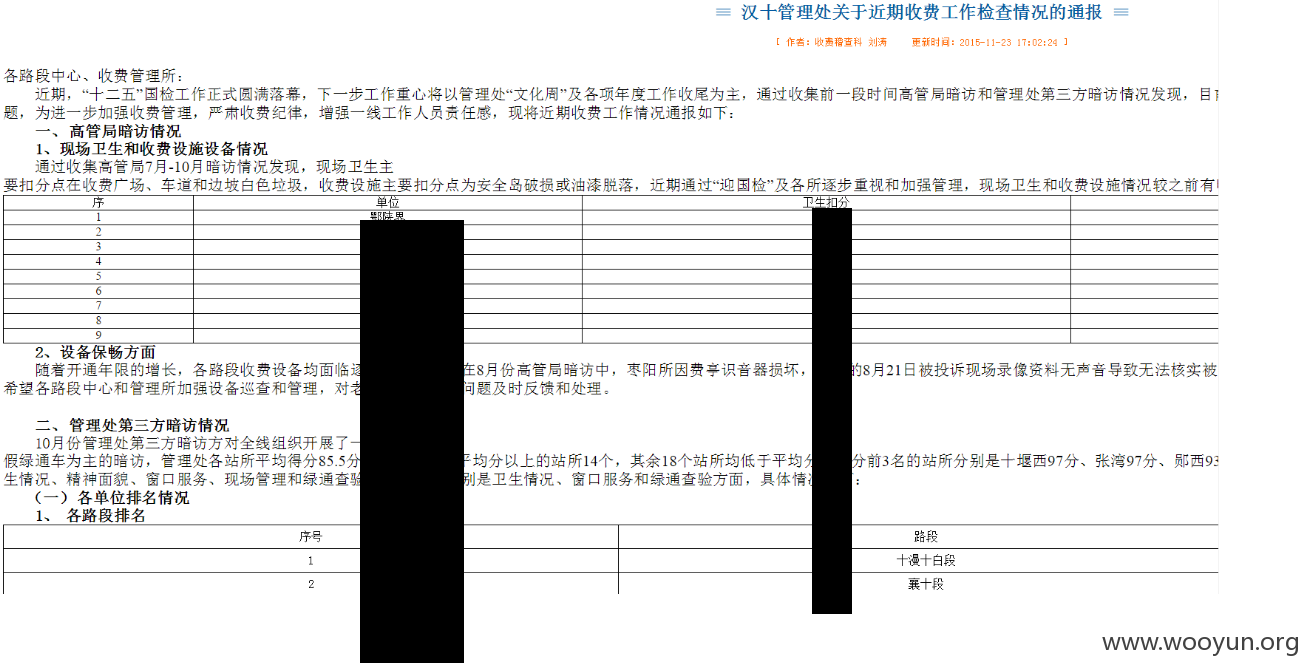 汉十管理处关于近期收费工作检查情况的通报
[ 作者：收费稽查科 刘涛 更新时间：2015-11-23 17:02:24 ]
各路段中心、收费管理所：
近期，“十二五”国检工作正式圆满落幕，下一步工作重心将以管理处“文化周”及各项年度工作收尾为主，通过收集前一段时间高管局暗访和管理处第三方暗访情况发现，目
题，为进一步加强收费管理，严肃收费纪律，增强一线工作人员责任感，现将近期收费工作情况通报如下：
一、高管局暗访情况
1、现场卫生和收费设施设备情况
通过收集高管局7月-10月暗访情况发现，现场卫生主
要扣分点在收费广场、车道和边坡白色垃圾，收费设施主要扣分点为安全岛破损或油漆脱落，近期通过“迎国检”及各所逐步重视和加强管理，现场卫生和收费设施情况较之前有
序 单位 卫生扣分
1
2
3
4
5
6
7
8
9
2、设备保畅方面
随着开通年限的增长，各路段收费设备均面临 在8月份高管局暗访中，枣阳所因费亭识音器损坏， 的8月21日被投诉现场录像资料无声音导致无法核实被
希望各路段中心和管理所加强设备巡查和管理，对老 问题及时反馈和处理。
二、管理处第三方暗访情况
10月份管理处第三方暗访方对全线组织开展了一
假绿通车为主的暗访，管理处各站所平均得分85.5分 平均分以上的站所14个，其余18个站所均低于平均分 分前3名的站所分别是十堰西97分、张湾97分、郧西93
生情况、精神面貌、窗口服务、现场管理和绿通查验 别是卫生情况、窗口服务和绿通查验方面，具体情况 ：
（一）各单位排名情况
1、 各路段排名
序号 路段
1 十漫十白段
2 襄十段
www.wooyun.org